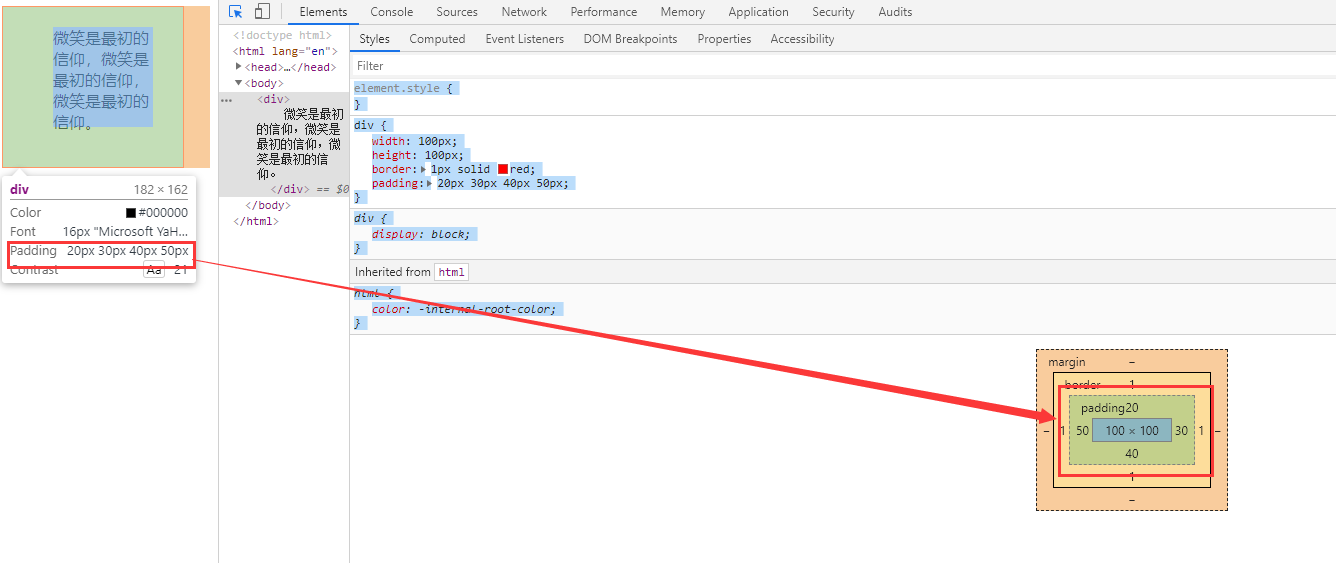 微笑是最初的
信仰，微笑是
最初的信仰，
微笑是最初的
信仰。
div 182 × 162
Color #000000
Font 16px "Microsoft YaH...
Padding 20px 30px 40px 50px
Contrast Aa 21
Elements Console Sources Network Performance Memory Application Security Audits
<!doctype html>
<html lang="en">
<head>…</head>
<body>
<div>
微笑是最初
的信仰，微笑是
最初的信仰，微
笑是最初的信
仰。
</div> == $0
</body>
</html>
Styles Computed Event Listeners DOM Breakpoints Properties Accessibility
Filter
element.style {
}
div {
width: 100px;
height: 100px;
border: 1px solid red;
padding: 20px 30px 40px 50px;
}
div {
display: block;
}
Inherited from html
html {
color: -internal-root-color;
}
margin –
border 1
padding20
– 1 50 100 × 100 30 1 –
40
1
–